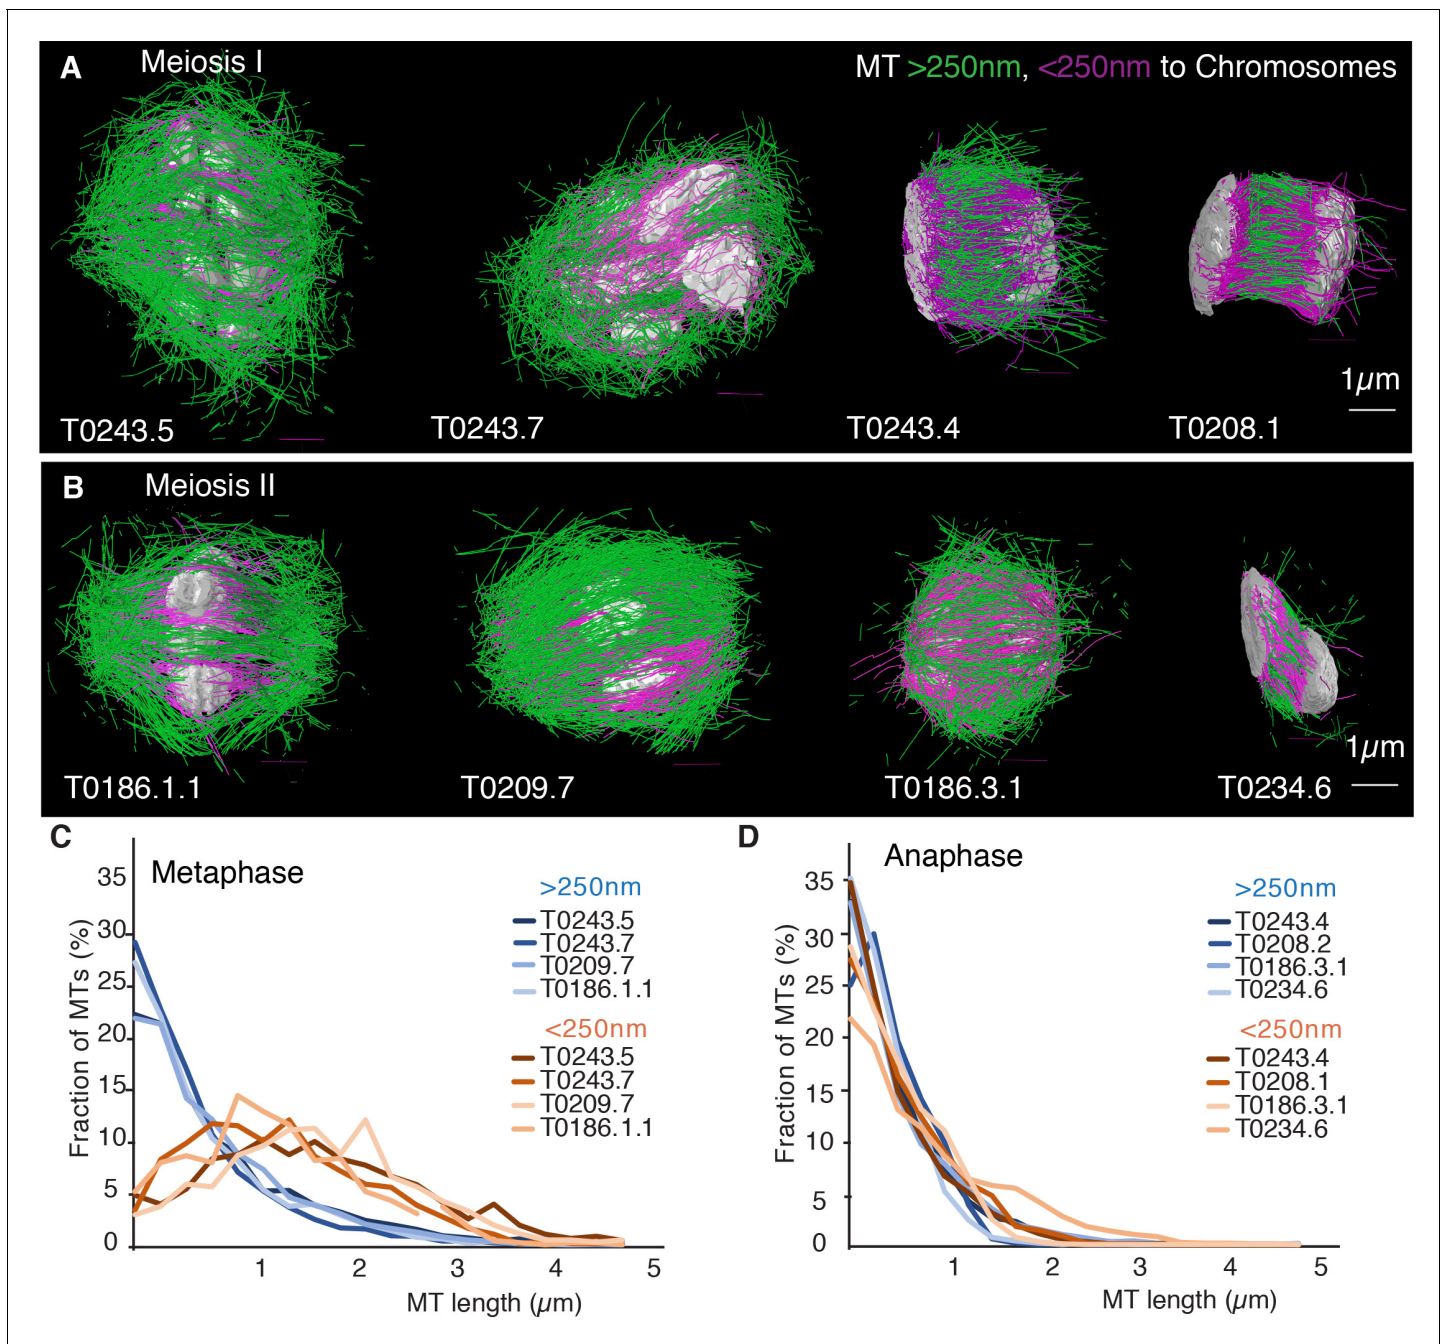 A Meiosis I MT >250nm, <250nm to Chromosomes
1µm
T0243.5 T0243.7 T0243.4 T0208.1
B Meiosis II
1µm
T0186.1.1 T0209.7 T0186.3.1 T0234.6
C
Metaphase
Fraction of MTs (%)
35
30
25
20
15
10
5
0
1 2 3 4 5
MT length (µm)
>250nm
T0243.5
T0243.7
T0209.7
T0186.1.1
<250nm
T0243.5
T0243.7
T0209.7
T0186.1.1
D
Anaphase
Fraction of MTs (%)
35
30
25
20
15
10
5
0
1 2 3 4 5
MT length (µm)
>250nm
T0243.4
T0208.2
T0186.3.1
T0234.6
<250nm
T0243.4
T0208.1
T0186.3.1
T0234.6